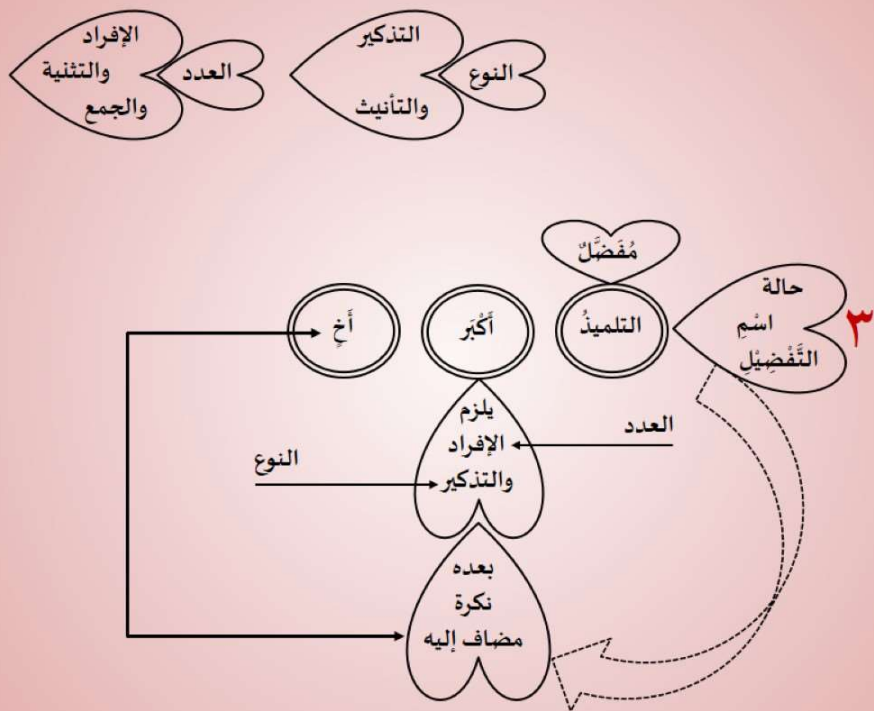 النوع
التذكير
والتأنيث
العدد
الإفراد
والتثنية
والجمع
٣
حالة
اسْمِ
التَّفْضِيْلِ
مُفَضَّلٌ
التلميذُ
أَكْبَر
أَخٍ
يلزم
الإفراد
والتذكير
العدد
النوع
بعده
نكرة
مضاف إليه